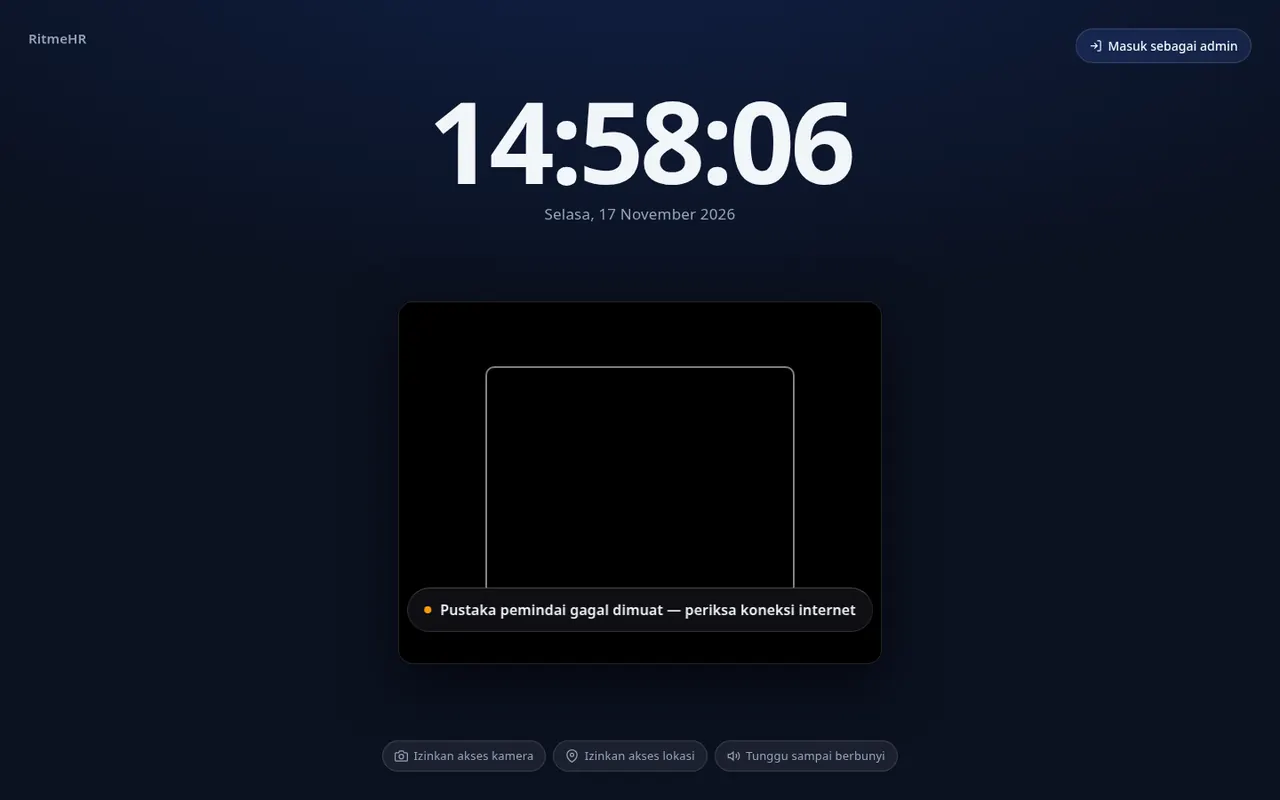 RitmeHR
Masuk sebagai admin
14:58:06
Selasa, 17 November 2026
Pustaka pemindai gagal dimuat — periksa koneksi internet
Izinkan akses kamera
Izinkan akses lokasi
Tunggu sampai berbunyi